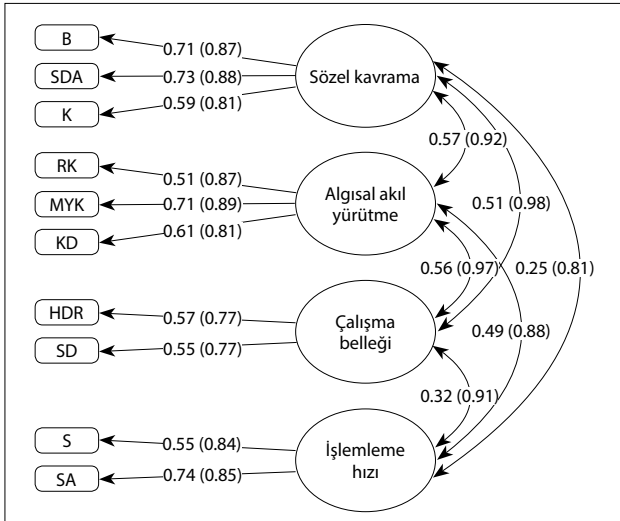 B
0.71 (0.87)
SDA
0.73 (0.88)
Sözel kavrama
K
0.59 (0.81)
0.57 (0.92)
RK
0.51 (0.87)
MYK
0.71 (0.89)
Algısal akıl
yürütme
0.51 (0.98)
KD
0.61 (0.81)
0.56 (0.97)
0.25 (0.81)
HDR
0.57 (0.77)
Çalışma
belleği
SD
0.55 (0.77)
0.49 (0.88)
0.32 (0.91)
S
0.55 (0.84)
İşlemleme
hızı
SA
0.74 (0.85)